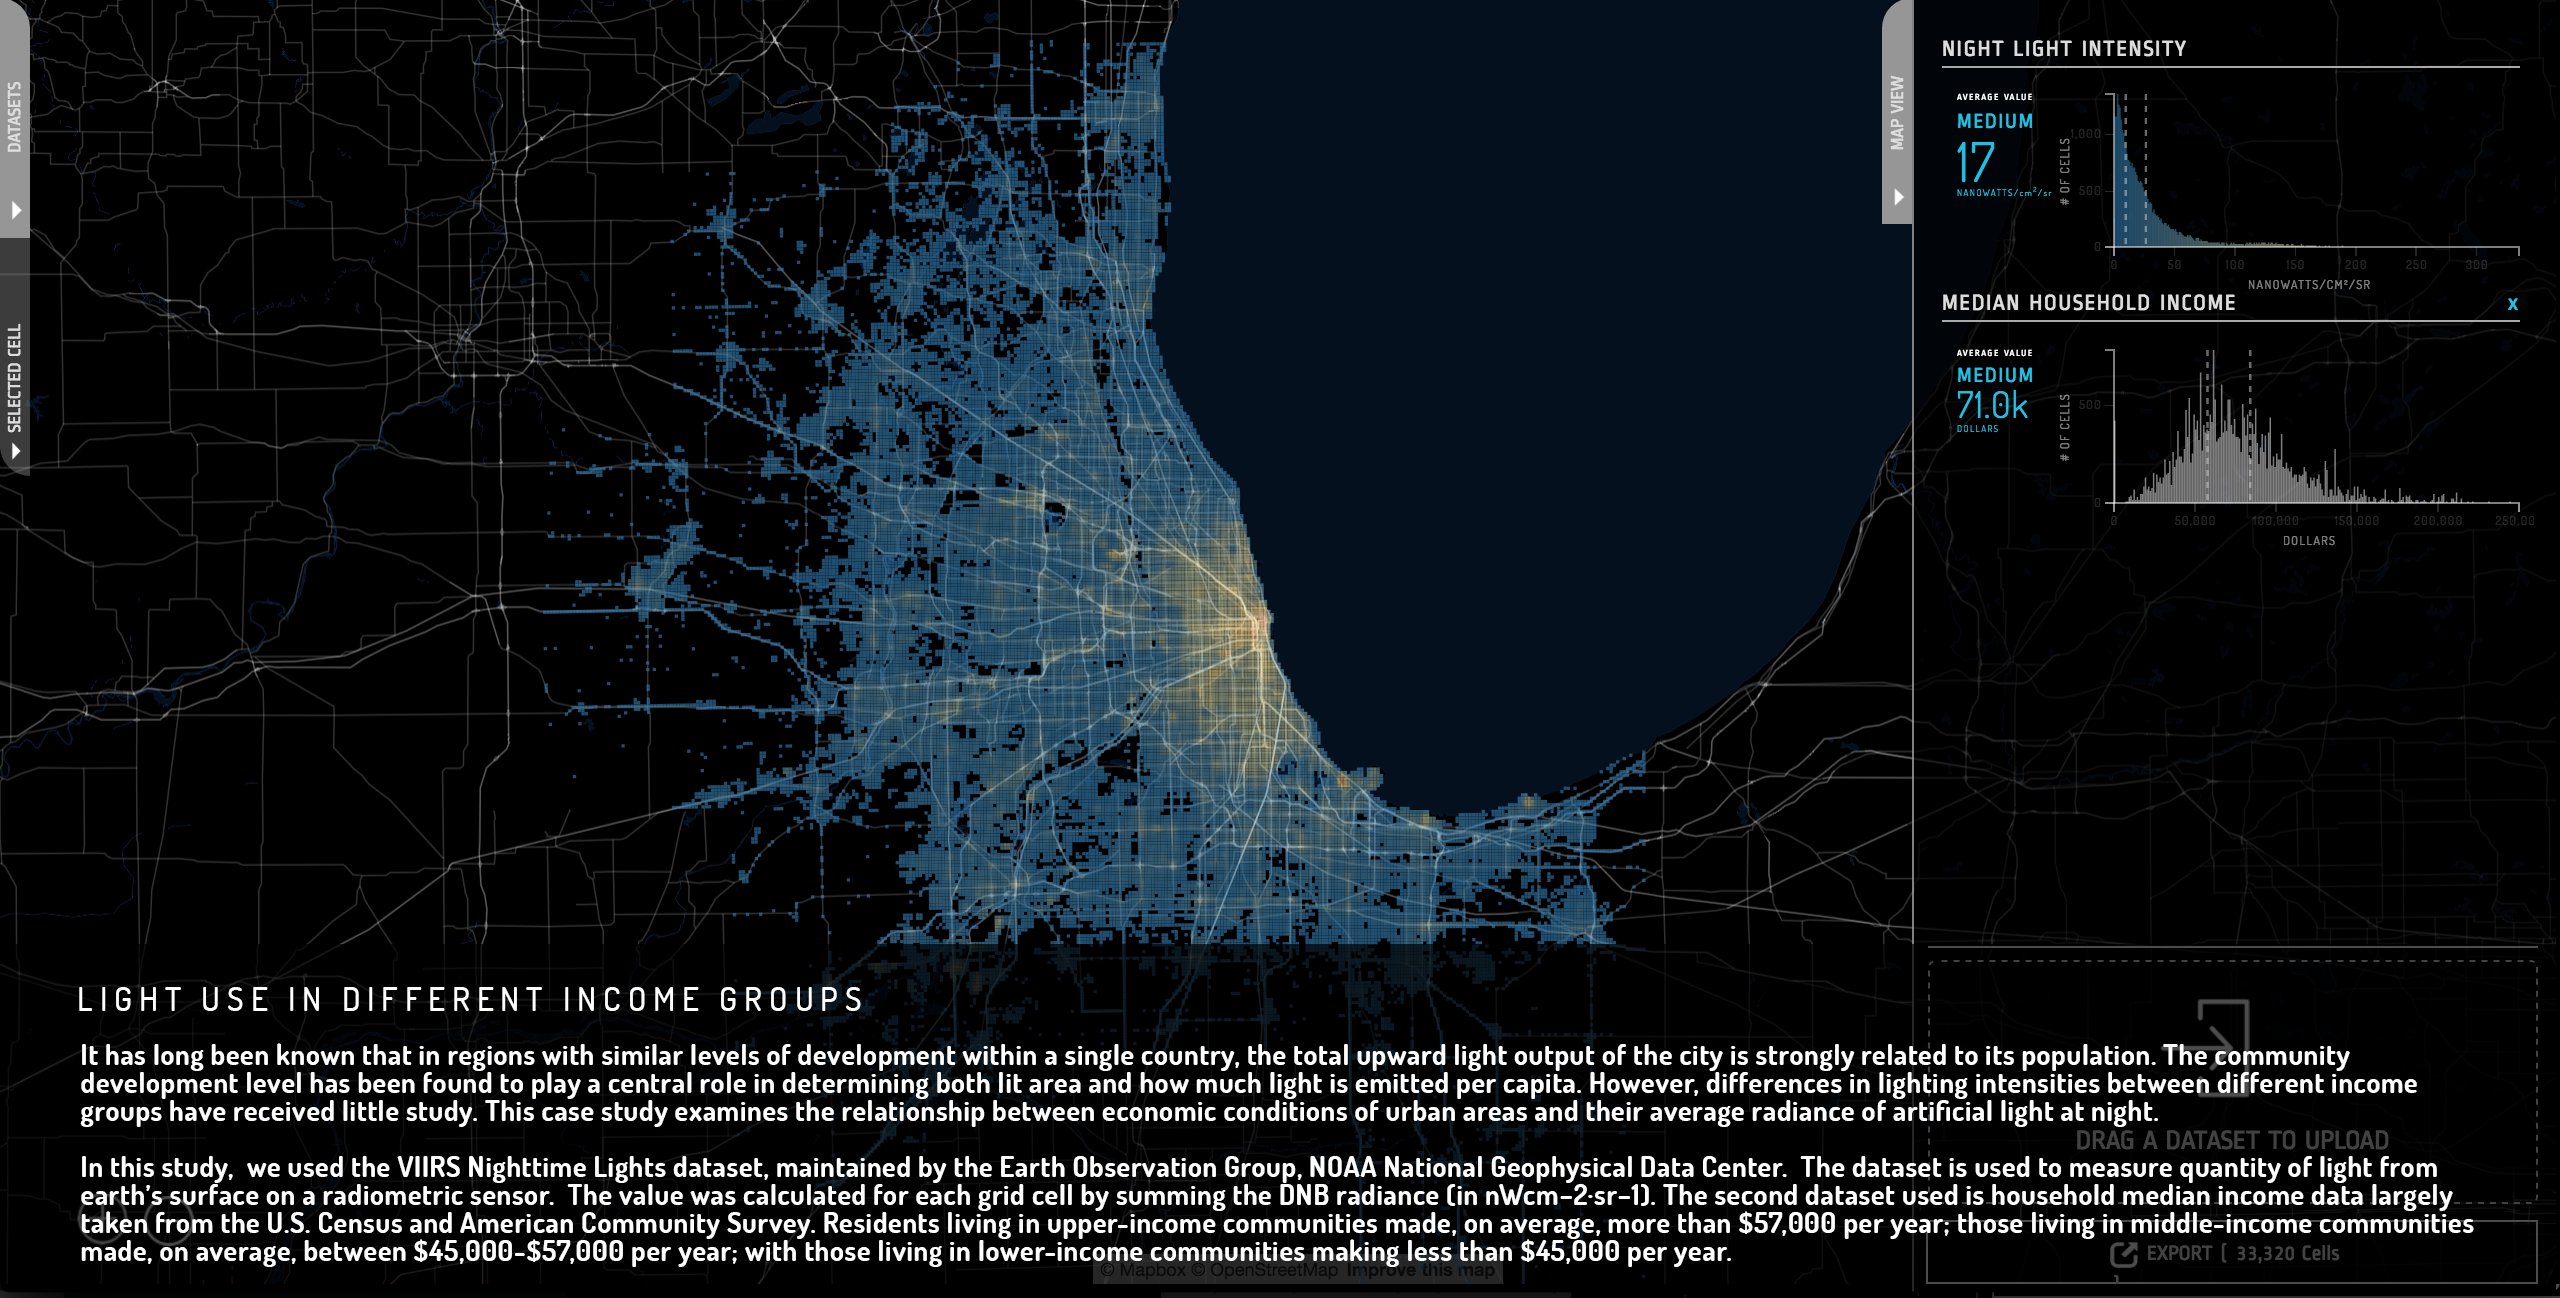 DATASETS
SELECTED CELL
MAP VIEW
NIGHT LIGHT INTENSITY
AVERAGE VALUE
MEDIUM
17
NANOWATTS/cm²/sr
# OF CELLS
1,000
500
0
0 50 100 150 200 250 300
NANOWATTS/CM²/SR
MEDIAN HOUSEHOLD INCOME X
AVERAGE VALUE
MEDIUM
71.0k
DOLLARS
# OF CELLS
500
0
0 50,000 100,000 150,000 200,000 250,00
DOLLARS
LIGHT USE IN DIFFERENT INCOME GROUPS
It has long been known that in regions with similar levels of development within a single country, the total upward light output of the city is strongly related to its population. The community
development level has been found to play a central role in determining both lit area and how much light is emitted per capita. However, differences in lighting intensities between different income
groups have received little study. This case study examines the relationship between economic conditions of urban areas and their average radiance of artificial light at night.
DRAG A DATASET TO UPLOAD
In this study, we used the VIIRS Nighttime Lights dataset, maintained by the Earth Observation Group, NOAA National Geophysical Data Center. The dataset is used to measure quantity of light from
earth's surface on a radiometric sensor. The value was calculated for each grid cell by summing the DNB radiance (in nWcm-2·sr-1). The second dataset used is household median income data largely
taken from the U.S. Census and American Community Survey. Residents living in upper-income communities made, on average, more than $57,000 per year; those living in middle-income communities
made, on average, between $45,000-$57,000 per year; with those living in lower-income communities making less than $45,000 per year.
EXPORT ( 33,320 Cells
)
© Mapbox © OpenStreetMap Improve this map